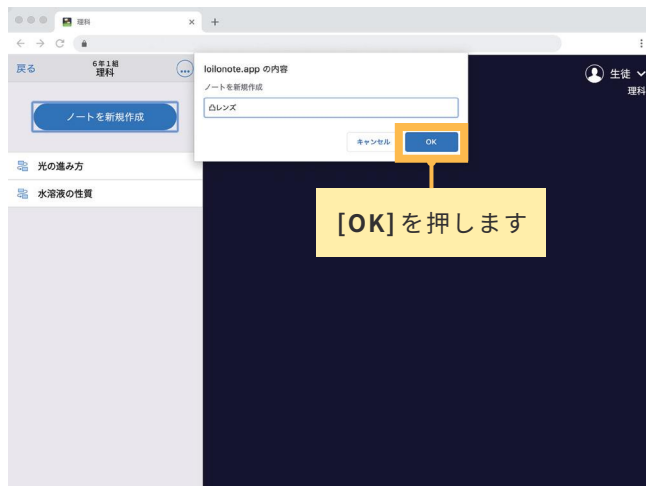 理科
戻る
6年1組
理科
ノートを新規作成
光の進み方
水溶液の性質
loilonote.app の内容
ノートを新規作成
凸レンズ
キャンセル
OK
生徒
理科
[OK]を押します